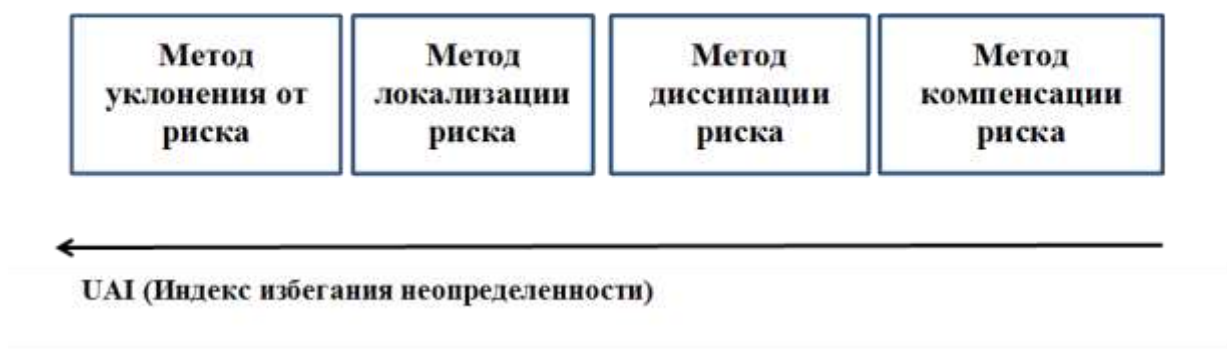 Метод
уклонения от
риска
Метод
локализации
риска
Метод
диссипации
риска
Метод
компенсации
риска
UAI (Индекс избегания неопределенности)